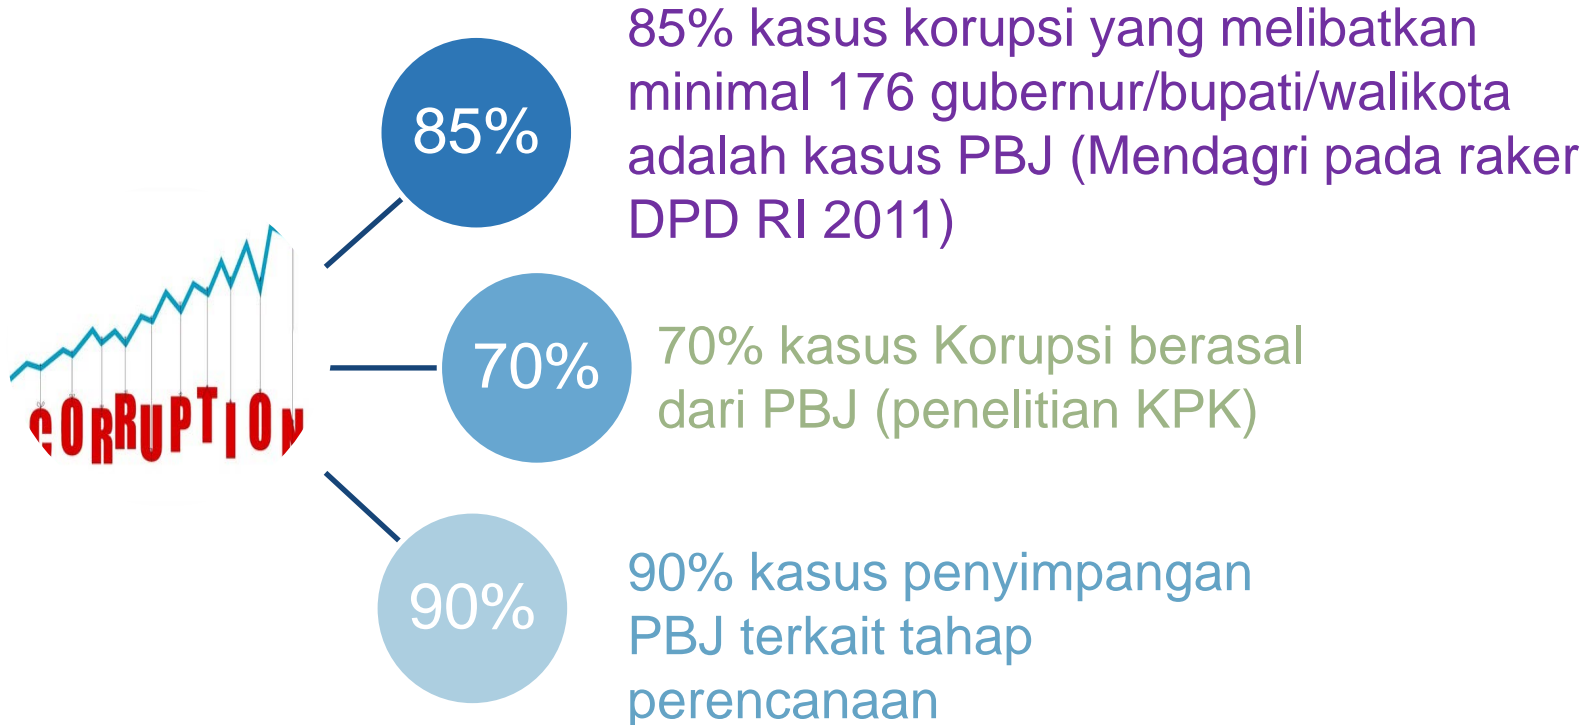 85%
85% kasus korupsi yang melibatkan
minimal 176 gubernur/bupati/walikota
adalah kasus PBJ (Mendagri pada raker
DPD RI 2011)
CORRUPTION
70%
70% kasus Korupsi berasal
dari PBJ (penelitian KPK)
90%
90% kasus penyimpangan
PBJ terkait tahap
perencanaan